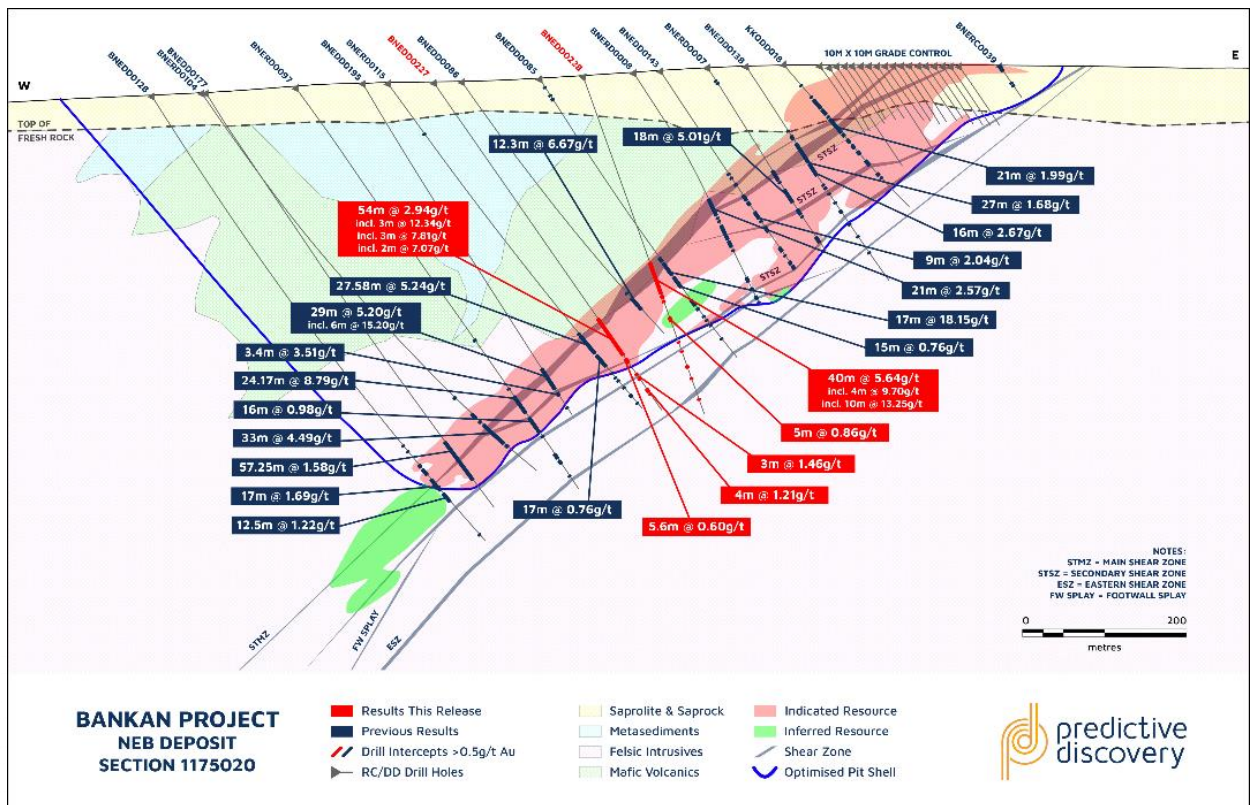 W
E
BNEDD0128
BNERD0104
BNEDD0177
BNERD0097
BNEDD0195
BNERD0115
BNEDD0227
BNEDD0086
BNEDD0085
BNEDD0228
BNERD0008
BNEDD0143
BNERD0007
BNEDD0138
KKODD018
10M X 10M GRADE CONTROL
BNERC0039
TOP OF
FRESH ROCK
12.3m @ 6.67g/t
18m @ 5.01g/t
STSZ
STSZ
STSZ
54m @ 2.94g/t
incl. 3m @ 12.34g/t
incl. 3m @ 7.81g/t
incl. 2m @ 7.07g/t
27.58m @ 5.24g/t
29m @ 5.20g/t
incl. 6m @ 15.20g/t
3.4m @ 3.51g/t
24.17m @ 8.79g/t
16m @ 0.98g/t
33m @ 4.49g/t
57.25m @ 1.58g/t
17m @ 1.69g/t
12.5m @ 1.22g/t
21m @ 1.99g/t
27m @ 1.68g/t
16m @ 2.67g/t
9m @ 2.04g/t
21m @ 2.57g/t
17m @ 18.15g/t
15m @ 0.76g/t
40m @ 5.64g/t
incl. 4m @ 9.70g/t
incl. 10m @ 13.25g/t
5m @ 0.86g/t
3m @ 1.46g/t
4m @ 1.21g/t
5.6m @ 0.60g/t
17m @ 0.76g/t
STMZ
FW SPLAY
ESZ
NOTES:
STMZ = MAIN SHEAR ZONE
STSZ = SECONDARY SHEAR ZONE
ESZ = EASTERN SHEAR ZONE
FW SPLAY = FOOTWALL SPLAY
0 200
metres
BANKAN PROJECT
NEB DEPOSIT
SECTION 1175020
Results This Release
Previous Results
Drill Intercepts >0.5g/t Au
RC/DD Drill Holes
Saprolite & Saprock
Metasediments
Felsic Intrusives
Mafic Volcanics
Indicated Resource
Inferred Resource
Shear Zone
Optimised Pit Shell
predictive
discovery